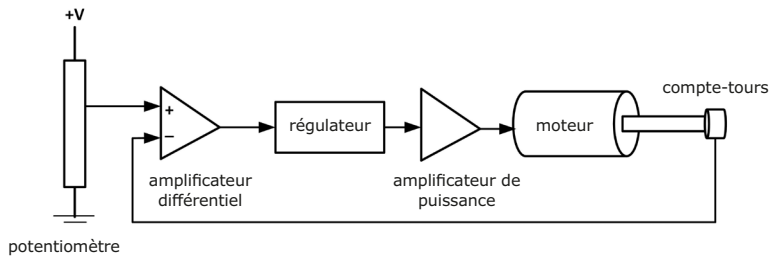 +V
compte-tours
+
−
régulateur
moteur
amplificateur
différentiel
amplificateur de
puissance
potentiomètre